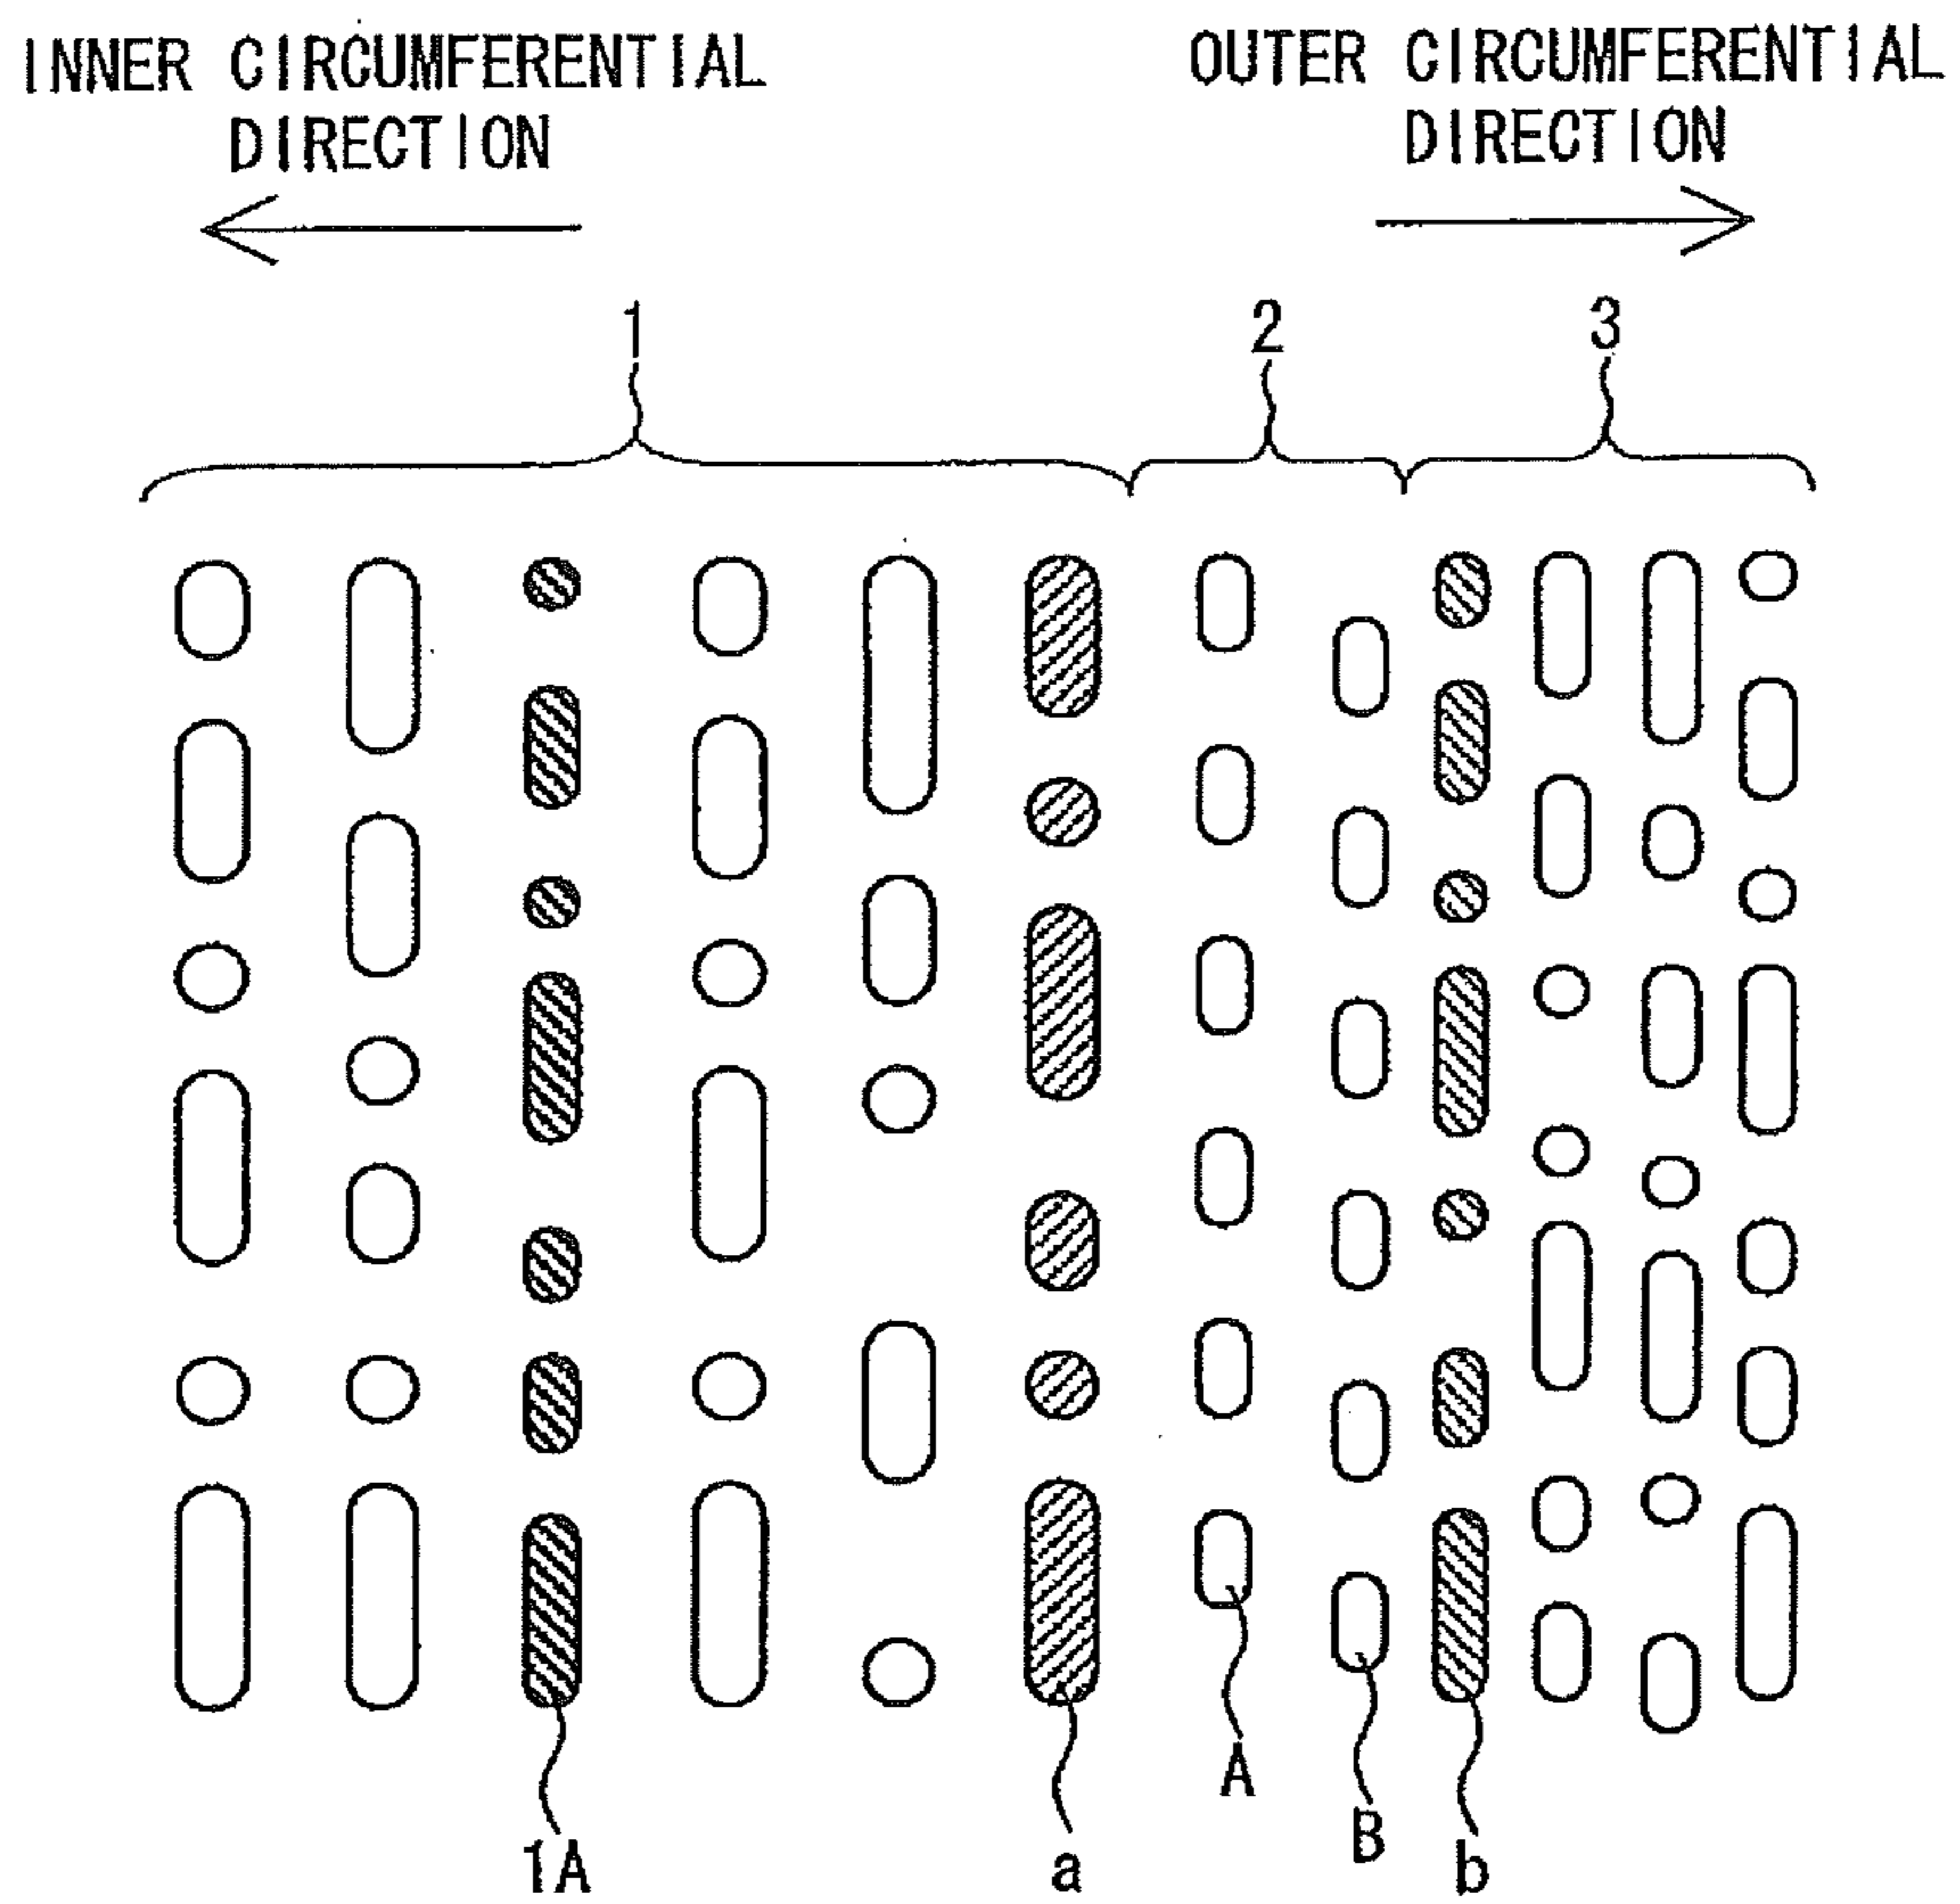 INNER CIRCUMFERENTIAL
DIRECTION
OUTER CIRCUMFERENTIAL
DIRECTION
1
2
3
1A
a
A
B
b